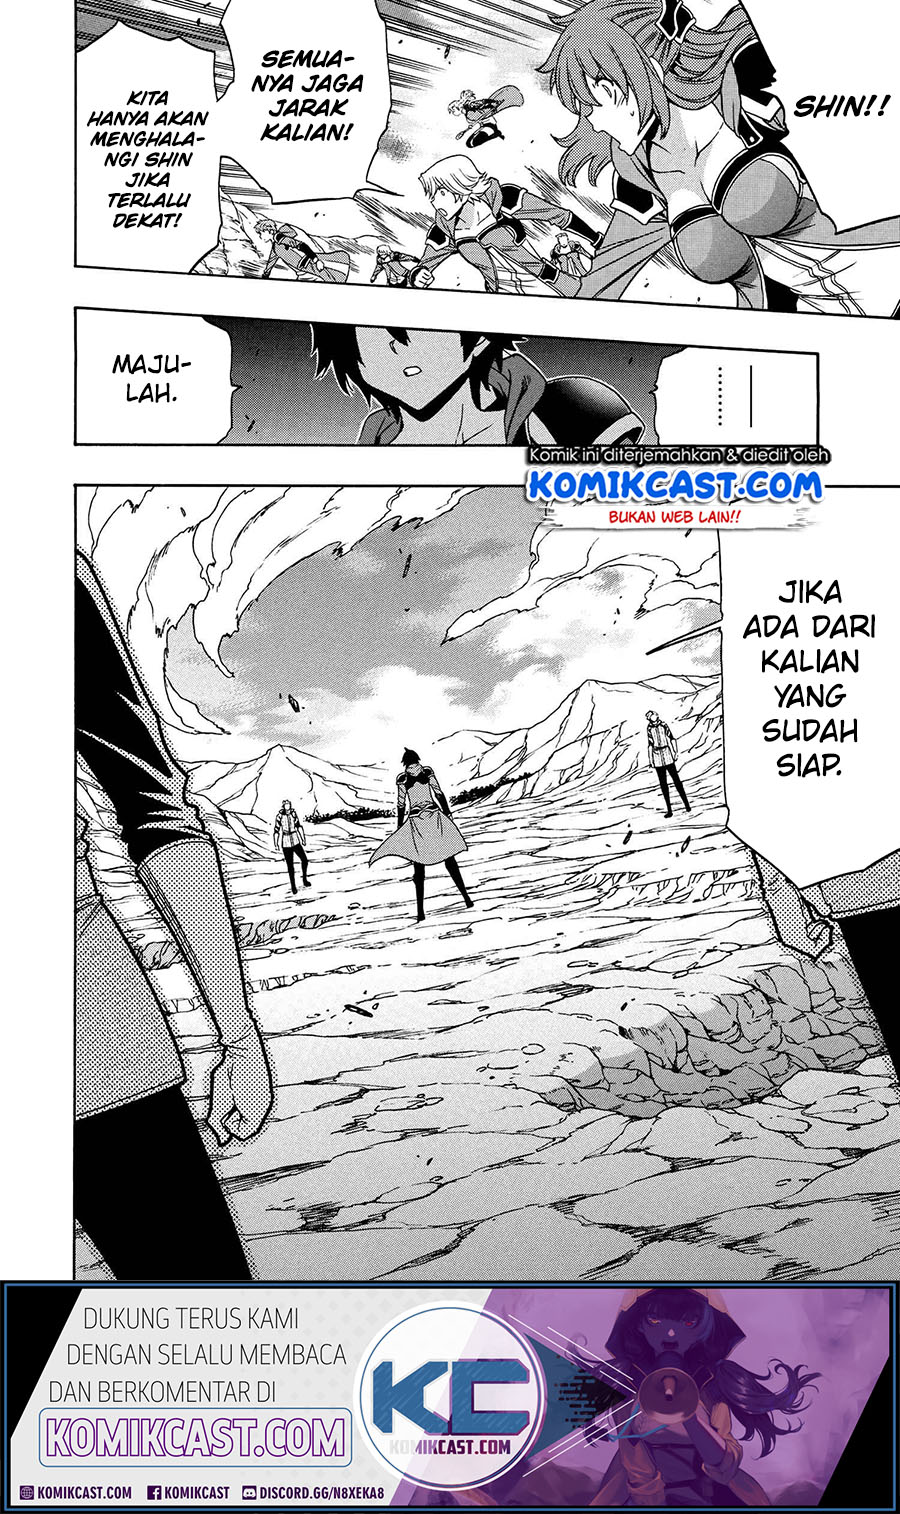 SHIN!!
SEMUA-
NYA JAGA
JARAK
KALIAN!
KITA
HANYA AKAN
MENGHALA-
NGI SHIN
JIKA
TERLALU
DEKAT!
......
MAJU-
LAH.
Komik ini diterjemahkan & diedit oleh
KOMIKCAST.COM
BUKAN WEB LAIN!!
JIKA
ADA DARI
KALIAN
YANG
SUDAH
SIAP.
DUKUNG TERUS KAMI
DENGAN SELALU MEMBACA
DAN BERKOMENTAR DI
KOMIKCAST.COM
KC
KOMIKCAST.COM
KOMIKCAST.COM KOMIKCAST DISCORD.GG/N8XEKA8